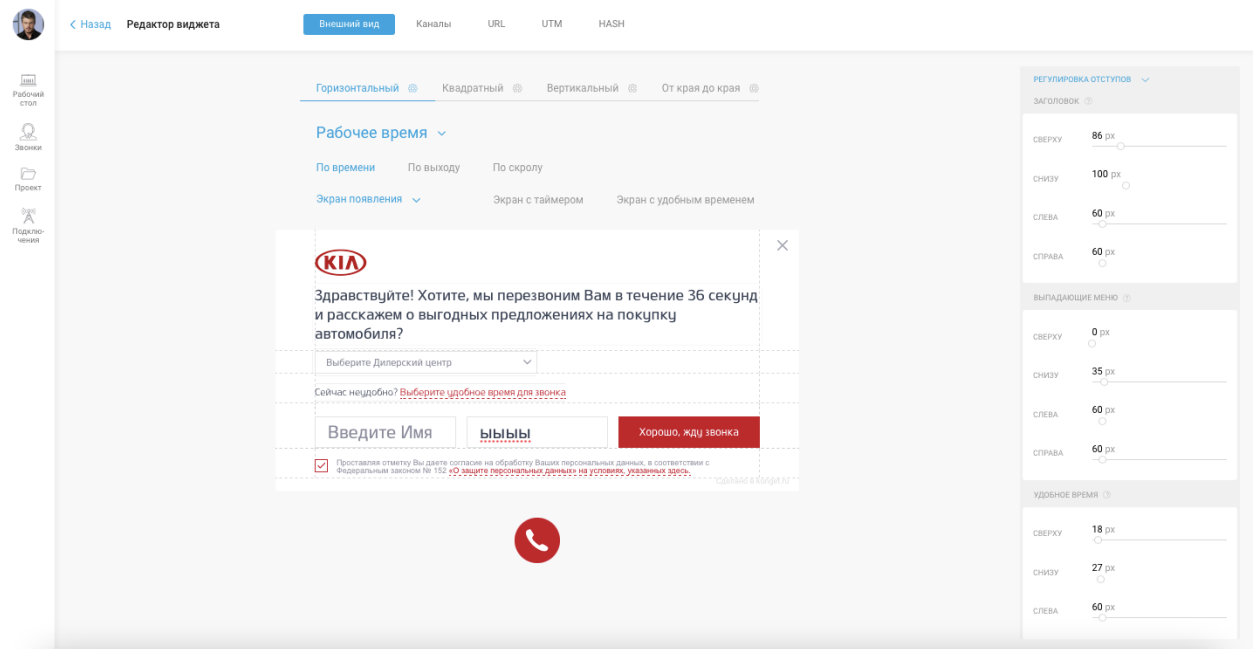 Назад
Редактор виджета
Внешний вид
Каналы
URL
UTM
HASH
Рабочий
стол
Звонки
Проект
Подклю-
чения
Горизонтальный
Квадратный
Вертикальный
От края до края
Рабочее время
По времени
По выходу
По скролу
Экран появления
Экран с таймером
Экран с удобным временем
KIA
Здравствуйте! Хотите, мы перезвоним Вам в течение 36 секунд
и расскажем о выгодных предложениях на покупку
автомобиля?
Выберите Дилерский центр
Сейчас неудобно? Выберите удобное время для звонка
Введите Имя
ыыыы
Хорошо, жду звонка
Проставляя отметку Вы даете согласие на обработку Ваших персональных данных, в соответствии с
Федеральным законом № 152 «О защите персональных данных» на условиях, указанных здесь.
Сделано в
РЕГУЛИРОВКА ОТСТУПОВ
ЗАГОЛОВОК
СВЕРХУ 86 px
СНИЗУ 100 px
СЛЕВА 60 px
СПРАВА 60 px
ВЫПАДАЮЩИЕ МЕНЮ
СВЕРХУ 0 px
СНИЗУ 35 px
СЛЕВА 60 px
СПРАВА 60 px
УДОБНОЕ ВРЕМЯ
СВЕРХУ 18 px
СНИЗУ 27 px
СЛЕВА 60 px